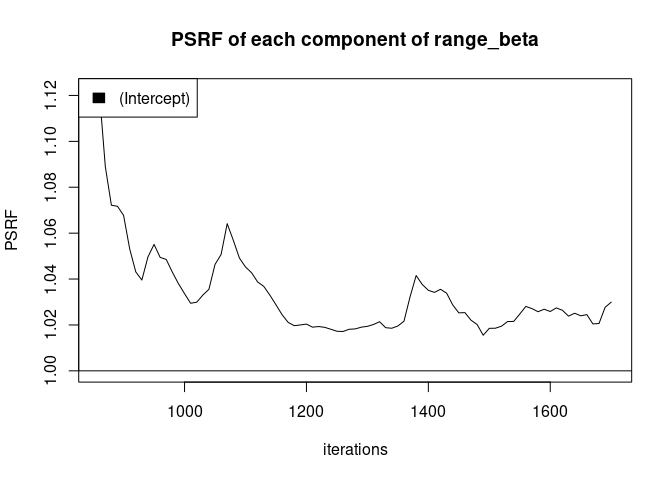 PSRF of each component of range_beta
(Intercept)
PSRF
1.12
1.10
1.08
1.06
1.04
1.02
1.00
1000 1200 1400 1600
iterations